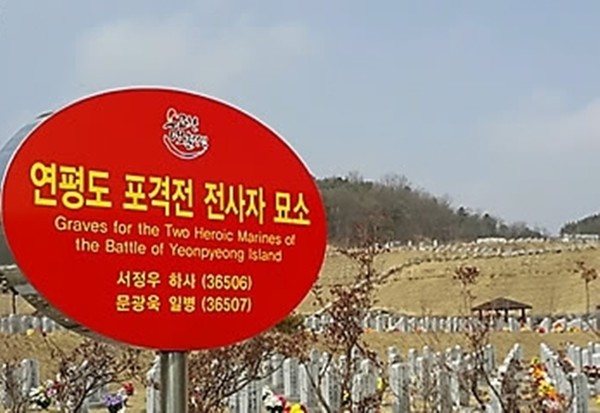 연평도 포격전 전사자 묘소
Graves for the Two Heroic Marines of
the Battle of Yeonpyeong Island
서정우 하사 (36506)
문광욱 일병 (36507)